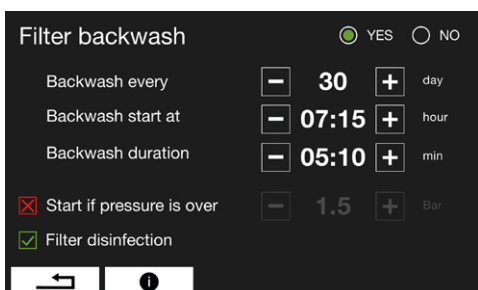 Filter backwash YES NO
Backwash every − 30 + day
Backwash start at − 07:15 + hour
Backwash duration − 05:10 + min
Start if pressure is over − 1.5 + Bar
Filter disinfection
i